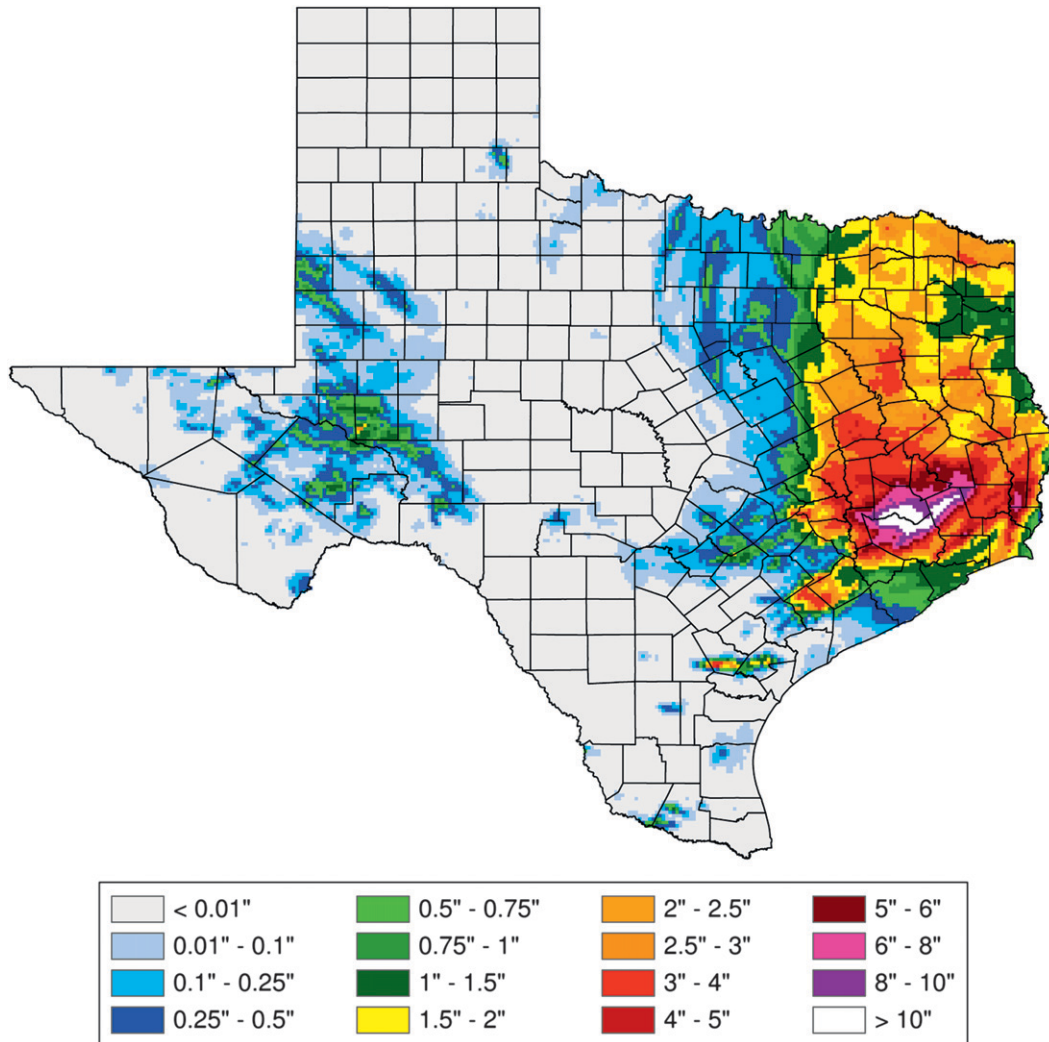 < 0.01"
0.01" - 0.1"
0.1" - 0.25"
0.25" - 0.5"
0.5" - 0.75"
0.75" - 1"
1" - 1.5"
1.5" - 2"
2" - 2.5"
2.5" - 3"
3" - 4"
4" - 5"
5" - 6"
6" - 8"
8" - 10"
> 10"